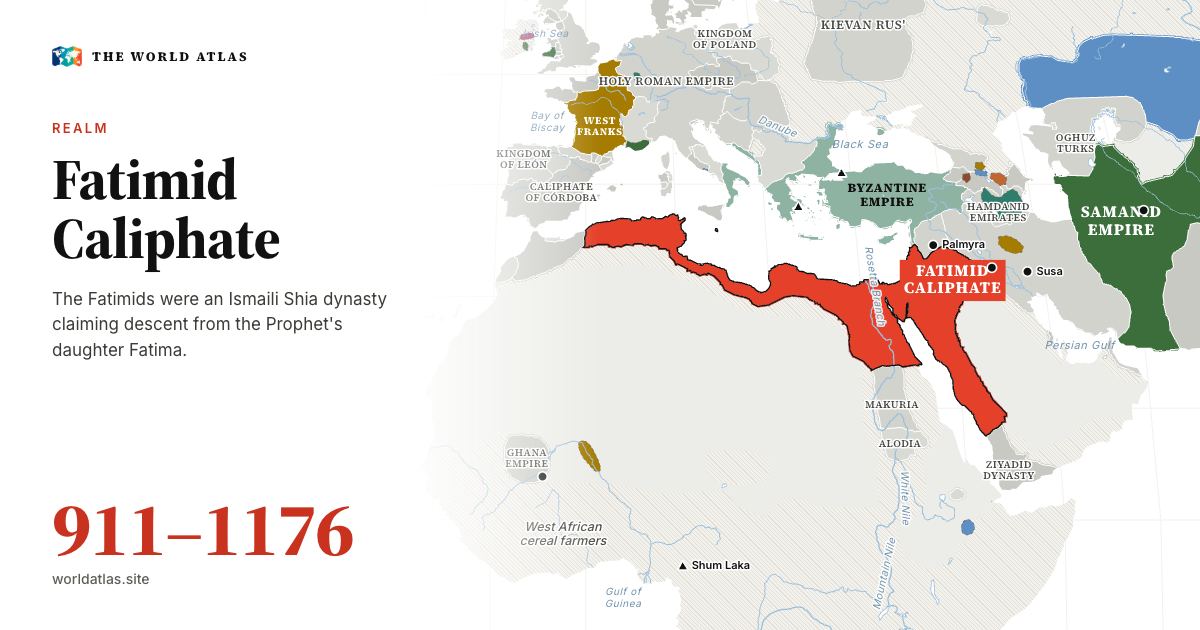 THE WORLD ATLAS
REALM
Fatimid
Caliphate
The Fatimids were an Ismaili Shia dynasty
claiming descent from the Prophet's
daughter Fatima.
911–1176
worldatlas.site
KIEVAN RUS'
KINGDOM
OF POLAND
Sea
HOLY ROMAN EMPIRE
Bay of
Biscay
WEST
FRANKS
Danube
Black Sea
OGHUZ
TURKS
KINGDOM
OF LEÓN
CALIPHATE
OF CÓRDOBA
BYZANTINE
EMPIRE
HAMDANID
EMIRATES
SAMANID
EMPIRE
Palmyra
Susa
Rosetta Branch
FATIMID
CALIPHATE
Persian Gulf
MAKURIA
ALODIA
ZIYADID
DYNASTY
GHANA
EMPIRE
White Nile
West African
cereal farmers
Mountain Nile
Shum Laka
Gulf of
Guinea